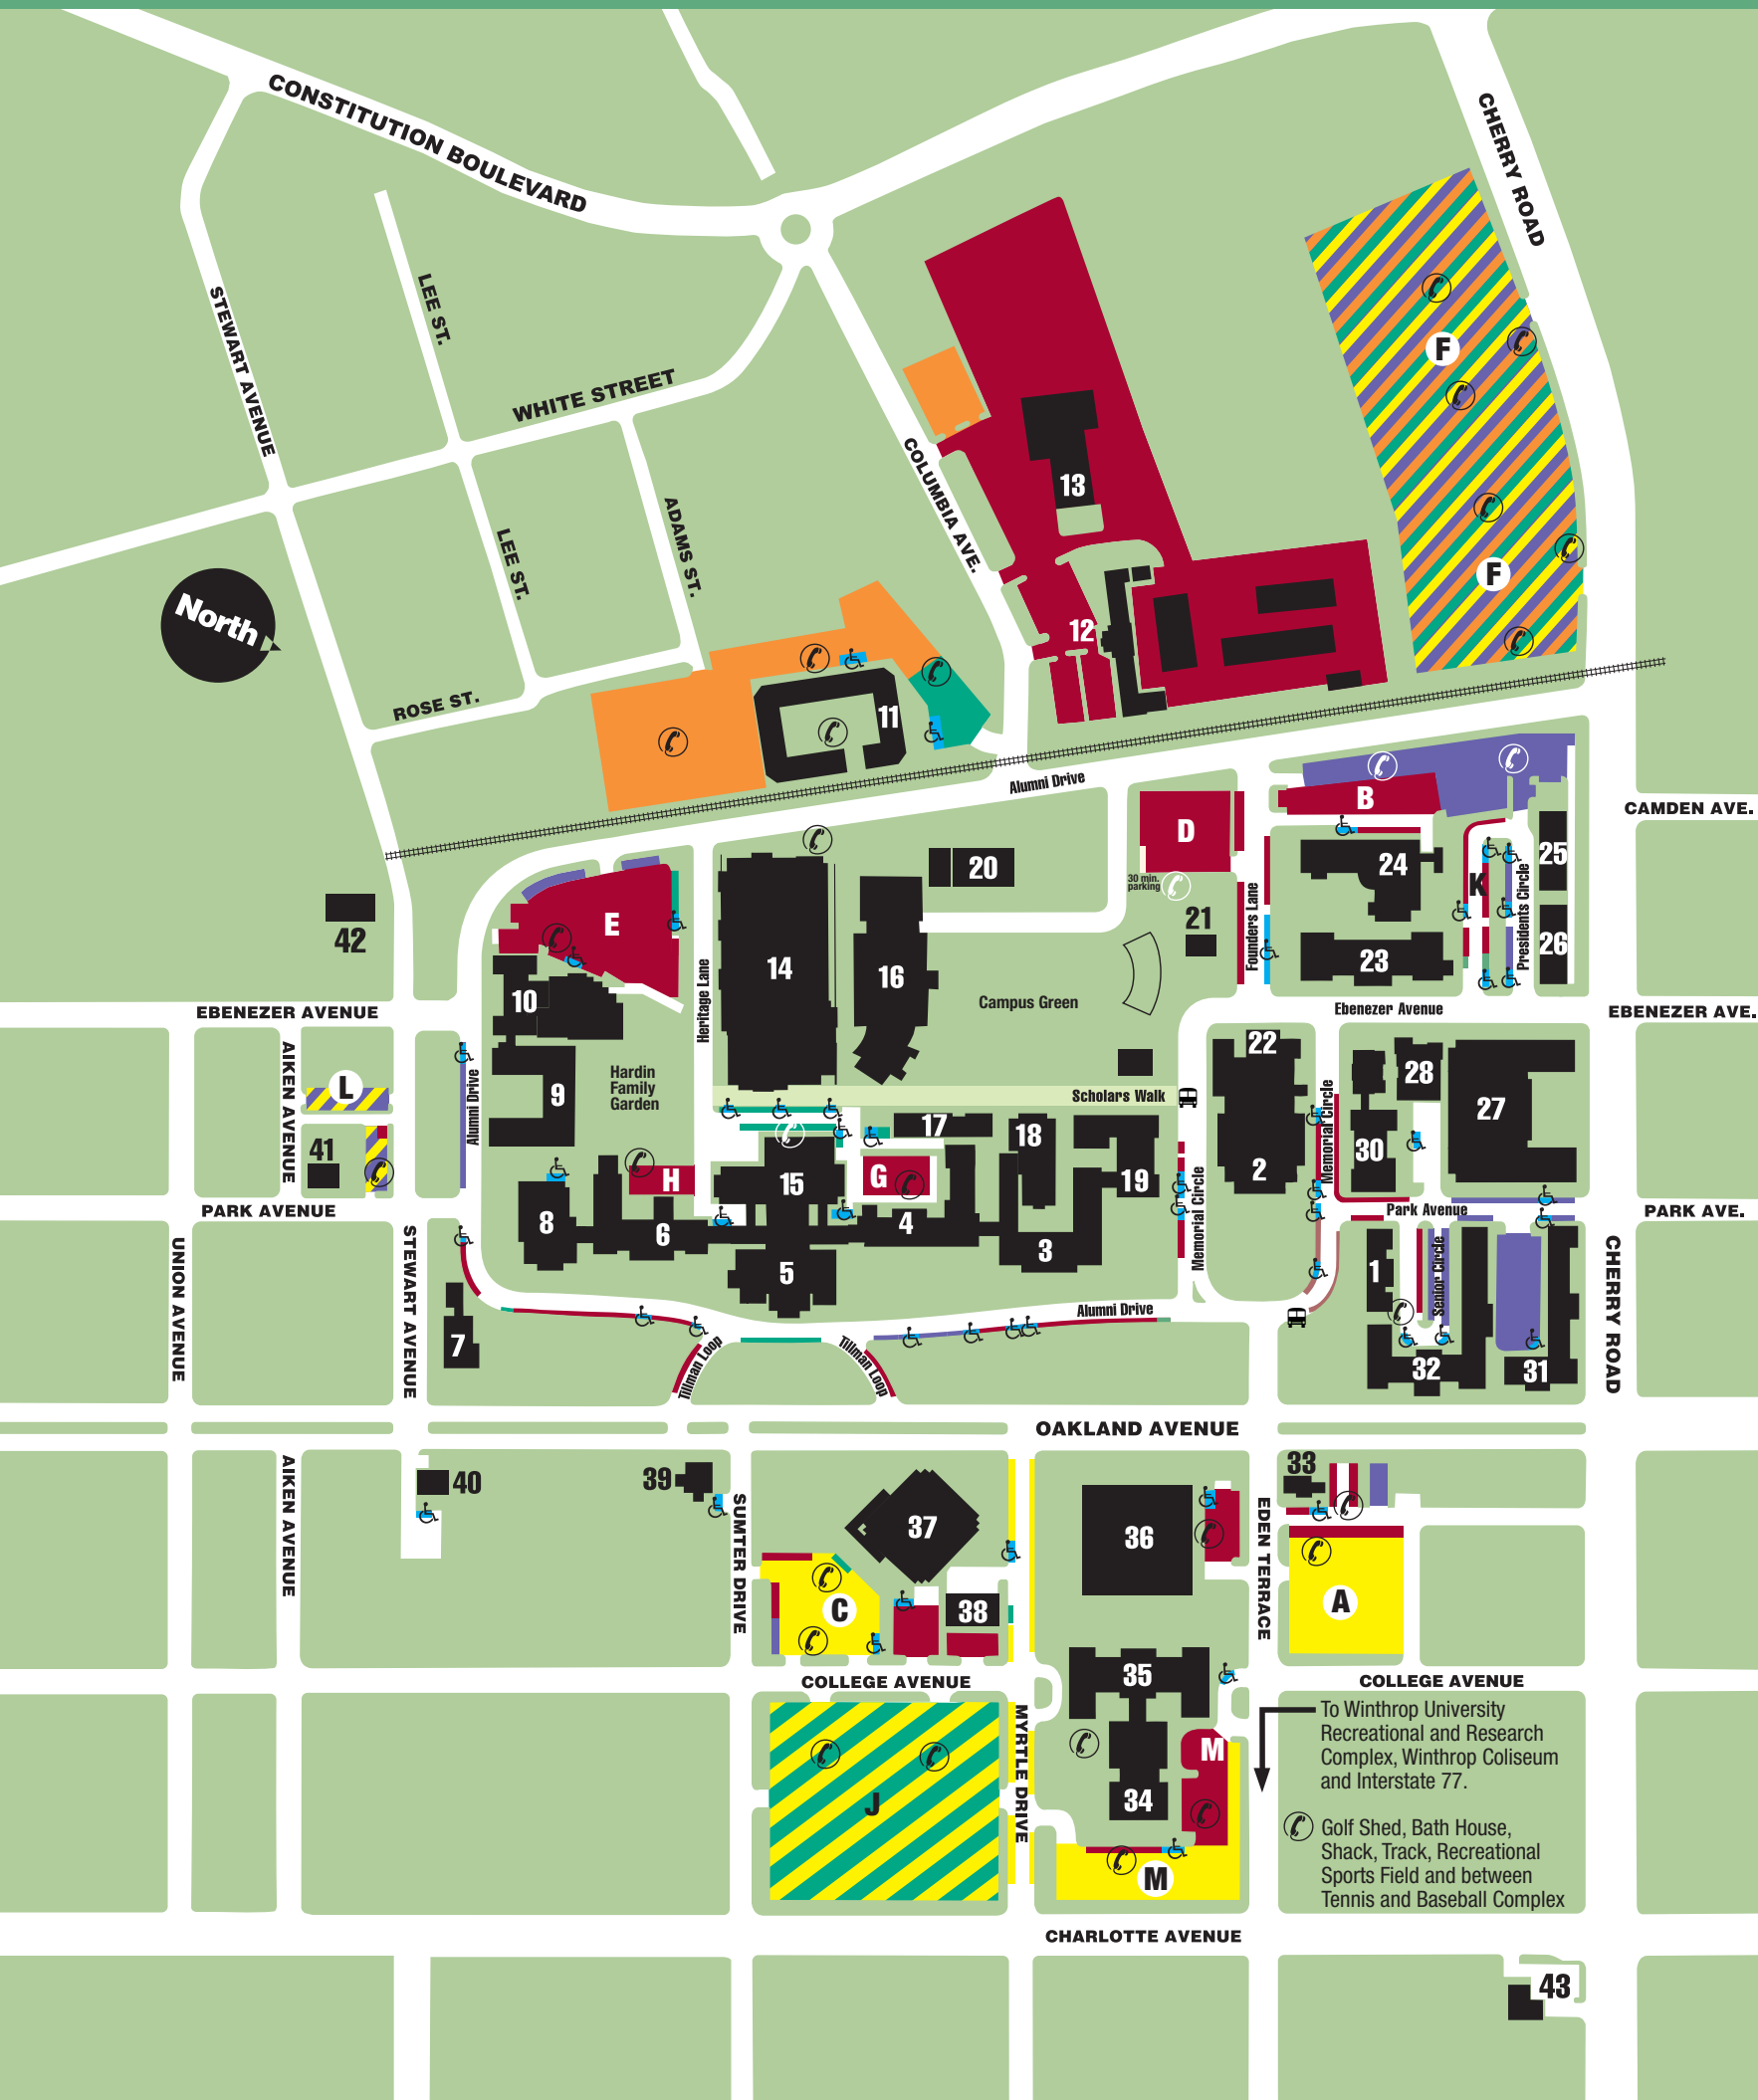 CONSTITUTION BOULEVARD
CHERRY ROAD
STEWART AVENUE
LEE ST.
WHITE STREET
F
COLUMBIA AVE.
13
ADAMS ST.
LEE ST.
F
North
12
ROSE ST.
11
Alumni Drive
B
CAMDEN AVE.
D
30 min.
parking
20
24
25
K
Presidents Circle
E
42
21
Founders Lane
23
26
14
16
10
Heritage Lane
Campus Green
EBENEZER AVENUE
Ebenezer Avenue
EBENEZER AVE.
AIKEN AVENUE
L
Alumni Drive
9
Hardin
Family
Garden
Scholars Walk
22
Memorial Circle
28
27
41
17
18
30
H
15
G
19
2
PARK AVENUE
8
6
4
3
Memorial Circle
Park Avenue
PARK AVE.
UNION AVENUE
STEWART AVENUE
5
1
Senior Circle
CHERRY ROAD
7
Tillman Loop
Tillman Loop
Alumni Drive
32
31
OAKLAND AVENUE
AIKEN AVENUE
40
39
SUMTER DRIVE
37
36
EDEN TERRACE
33
C
38
A
35
COLLEGE AVENUE
COLLEGE AVENUE
J
MYRTLE DRIVE
M
34
M
To Winthrop University
Recreational and Research
Complex, Winthrop Coliseum
and Interstate 77.
Golf Shed, Bath House,
Shack, Track, Recreational
Sports Field and between
Tennis and Baseball Complex
CHARLOTTE AVENUE
43